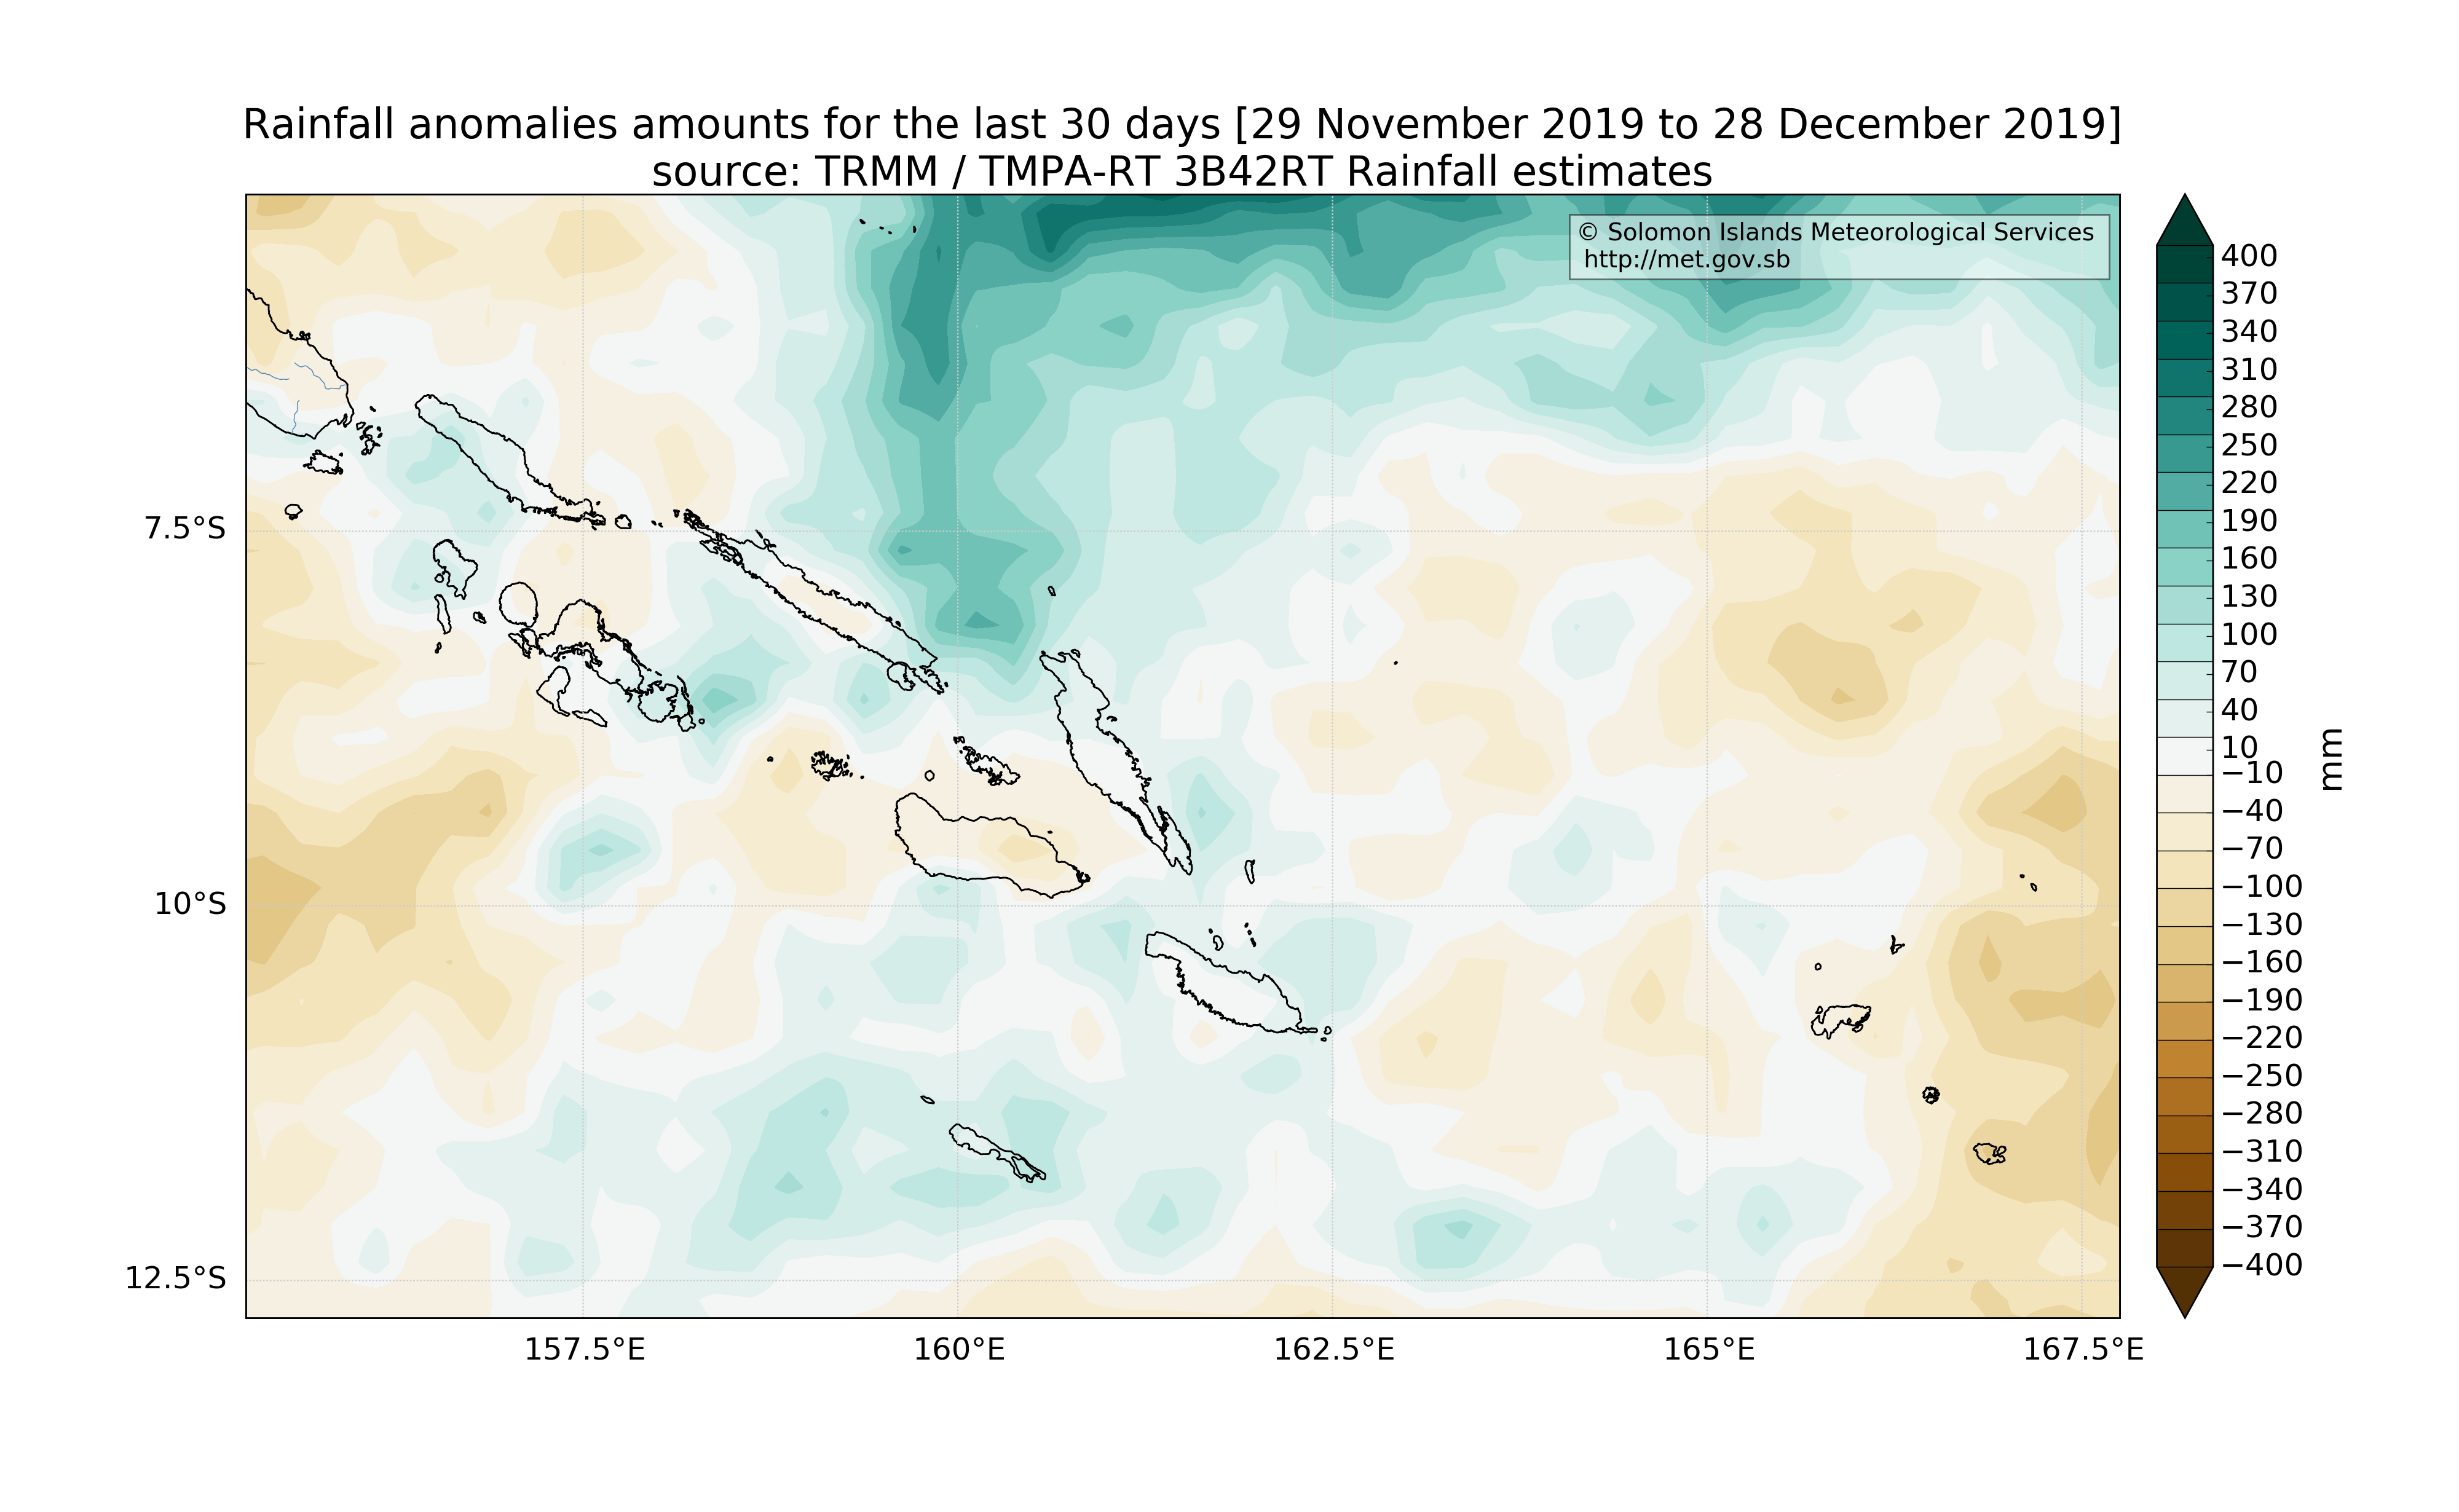 Rainfall anomalies amounts for the last 30 days [29 November 2019 to 28 December 2019]
source: TRMM / TMPA-RT 3B42RT Rainfall estimates
© Solomon Islands Meteorological Services
http://met.gov.sb
7.5°S
10°S
12.5°S
157.5°E
160°E
162.5°E
165°E
167.5°E
400
370
340
310
280
250
220
190
160
130
100
70
40
10
−10
−40
−70
−100
−130
−160
−190
−220
−250
−280
−310
−340
−370
−400
mm